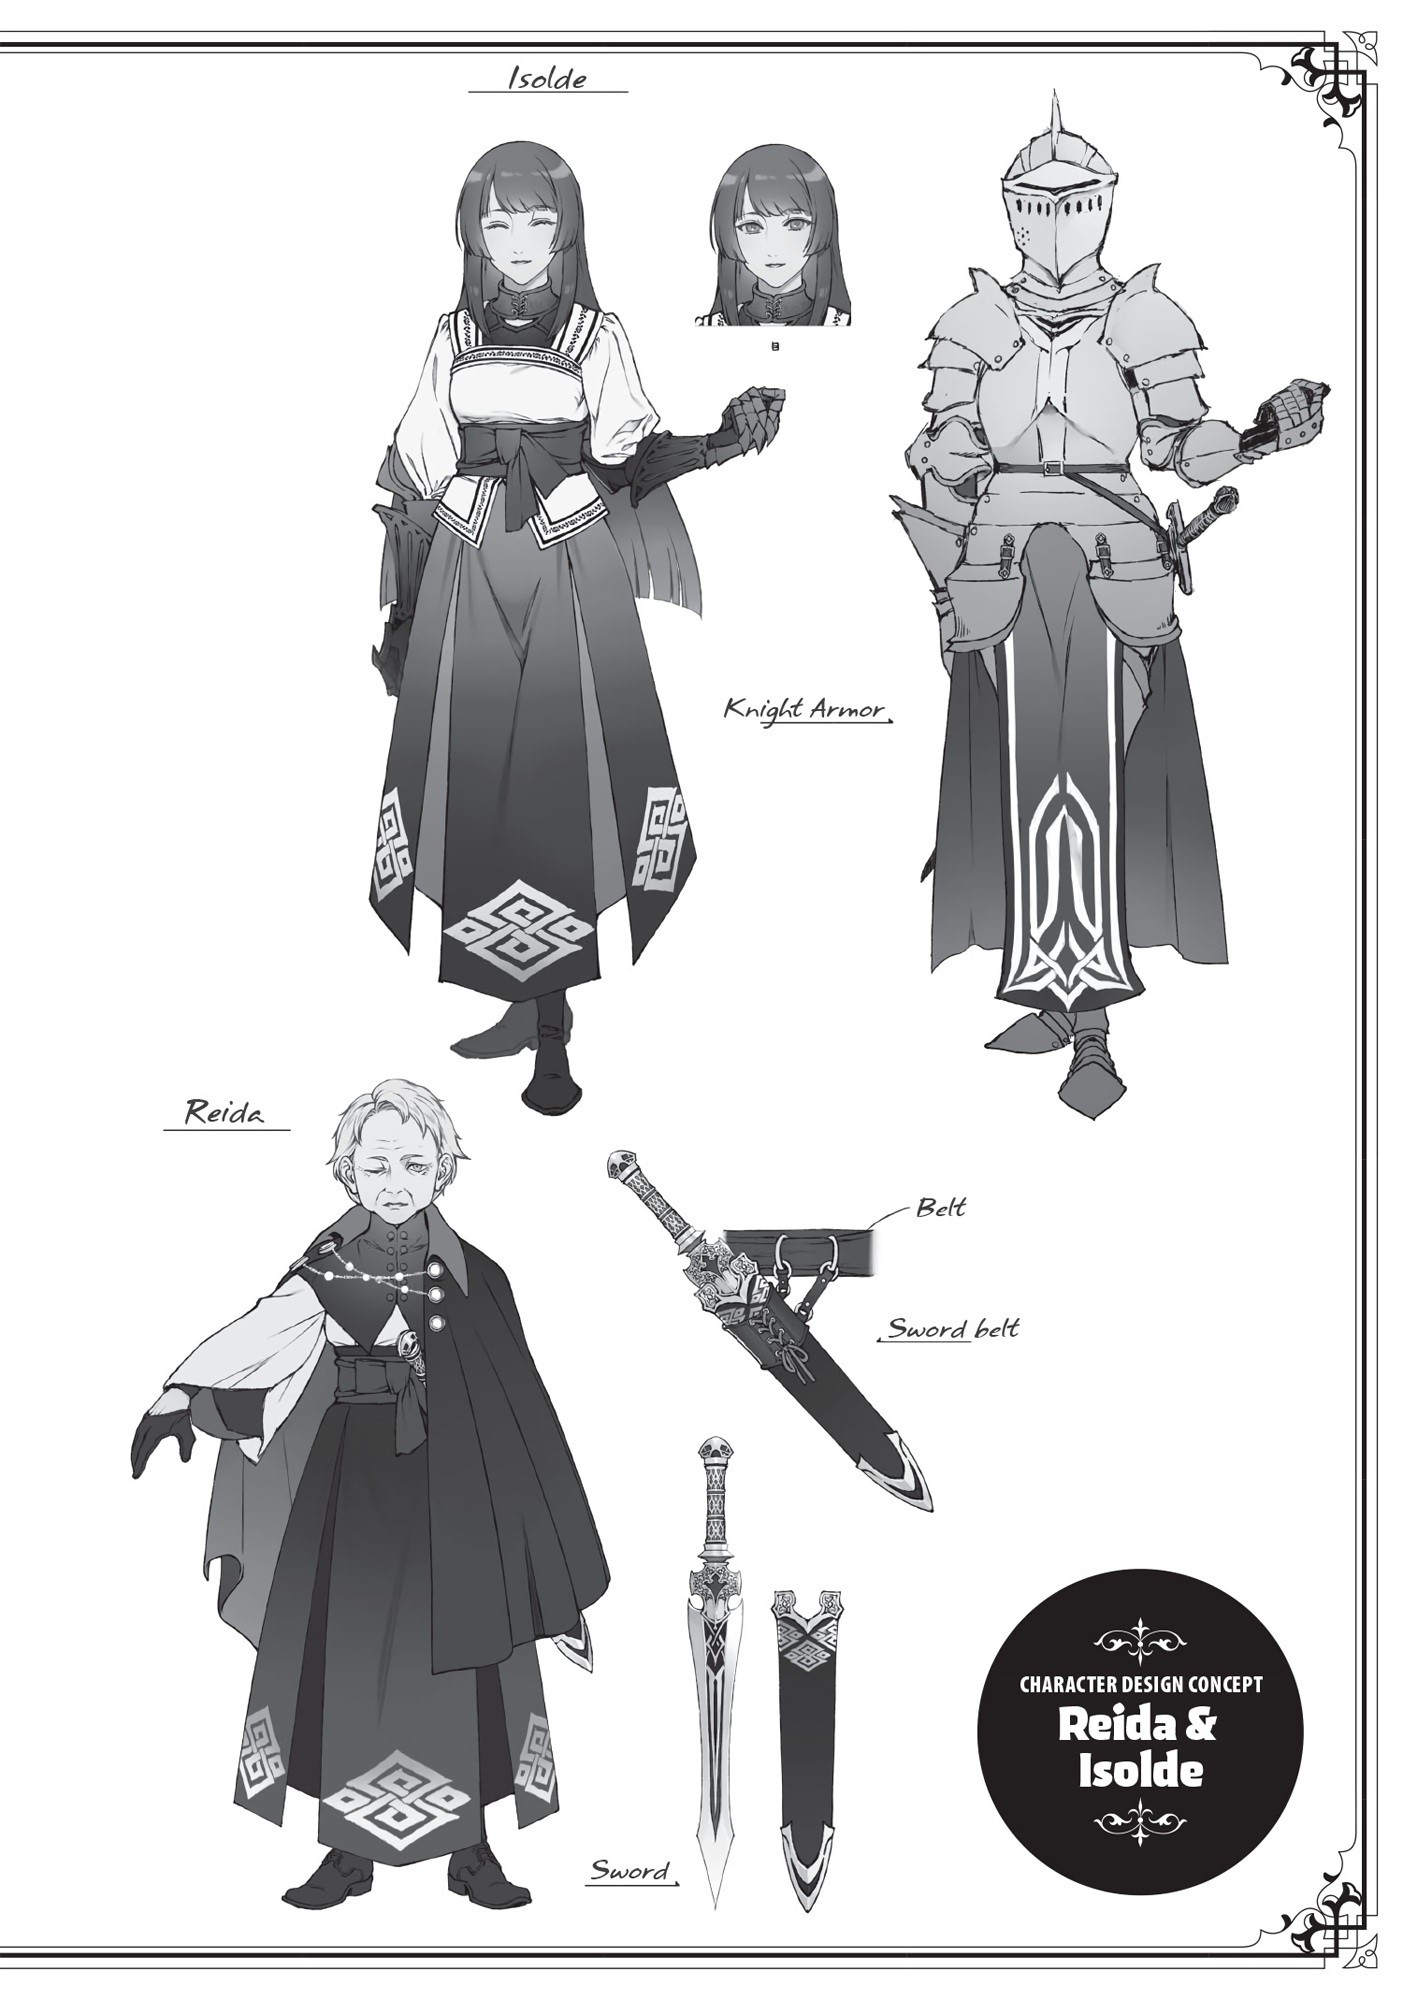 Isolde
Knight Armor
Reida
Belt
Sword belt
Sword
CHARACTER DESIGN CONCEPT
Reida &
Isolde